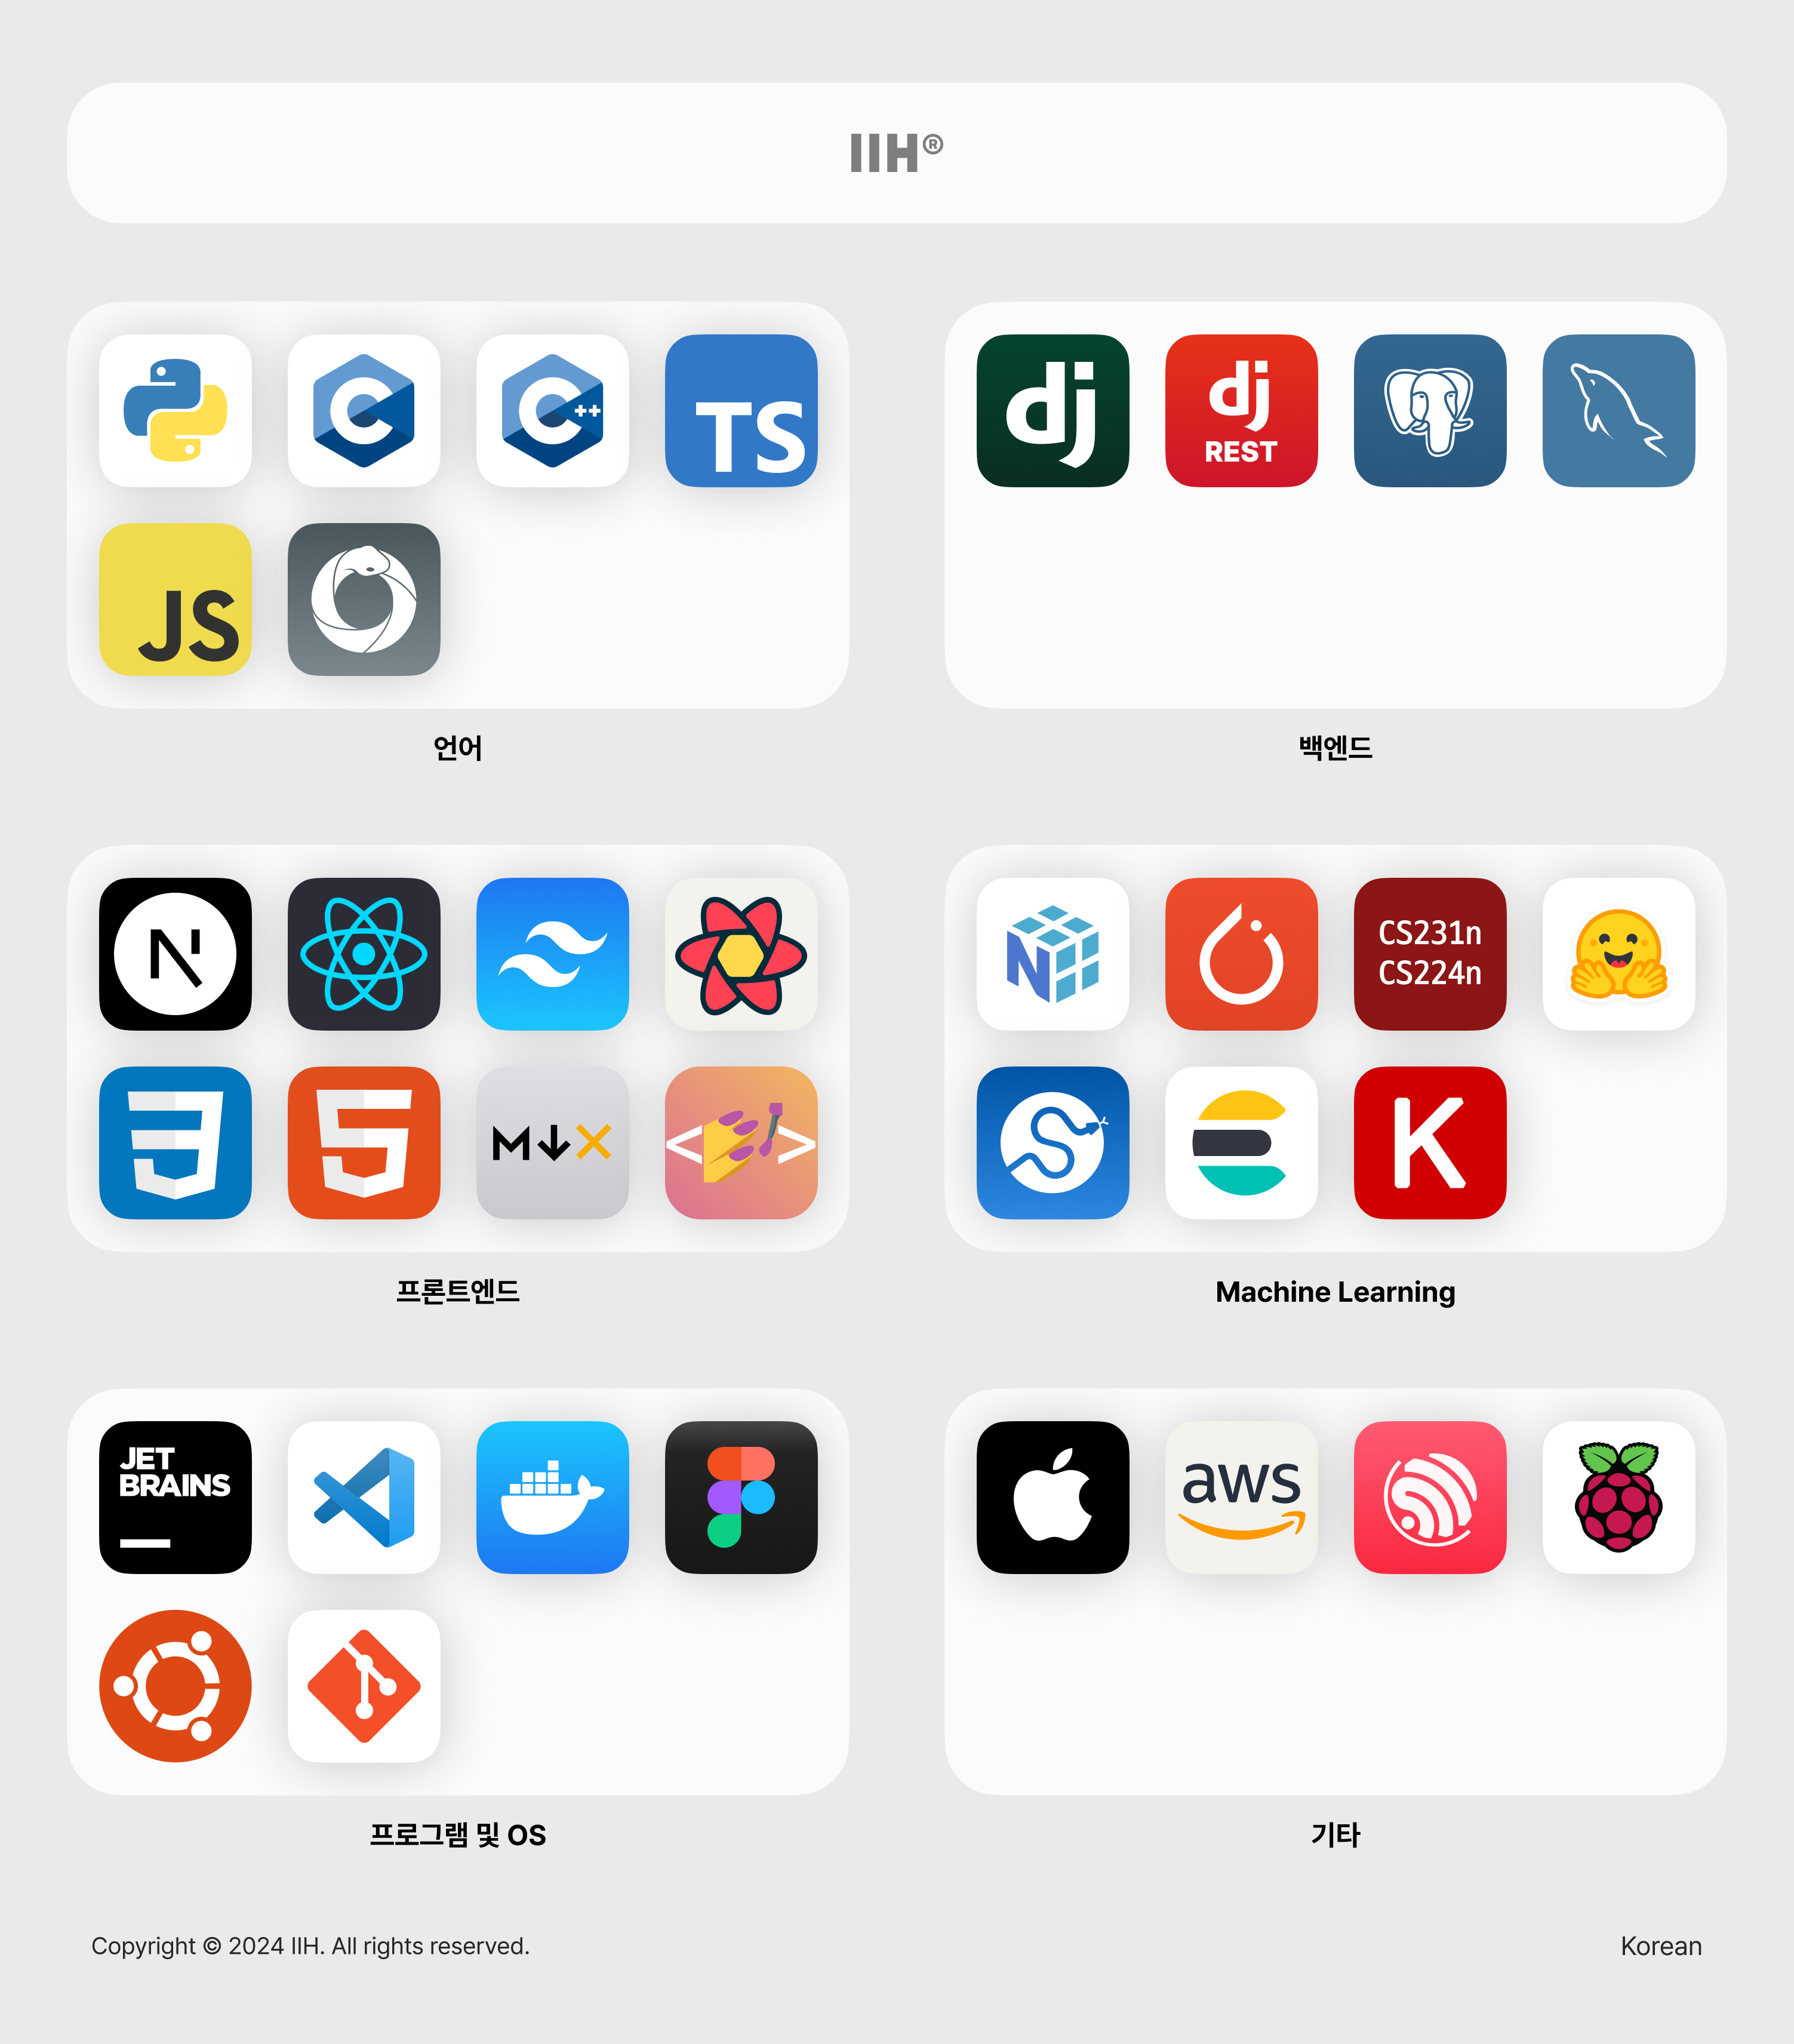 IIH®
C
C++
TS
JS
언어
dj
dj
REST
백엔드
N
M↓X
< >
프론트엔드
N
CS231n
CS224n
K
Machine Learning
JET
BRAINS
프로그램 및 OS
aws
기타
Copyright © 2024 IIH. All rights reserved.
Korean